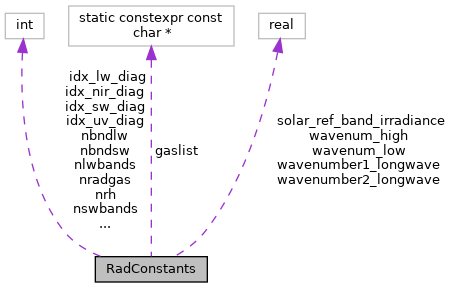 int
static constexpr const
char *
real
idx_lw_diag
idx_nir_diag
idx_sw_diag
idx_uv_diag
nbndlw
nbndsw
nlwbands
nradgas
nrh
nswbands
...
gaslist
solar_ref_band_irradiance
wavenum_high
wavenum_low
wavenumber1_longwave
wavenumber2_longwave
RadConstants